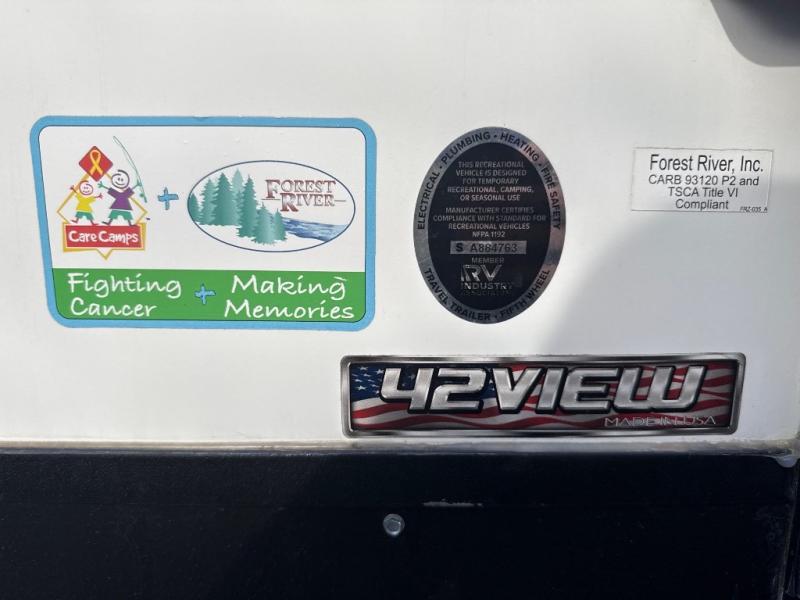 Care Camps
+
FOREST
RIVER
Fighting + Making
Cancer Memories
ELECTRICAL · PLUMBING · HEATING · FIRE SAFETY
THIS RECREATIONAL
VEHICLE IS DESIGNED
FOR TEMPORARY
RECREATIONAL, CAMPING,
OR SEASONAL USE
MANUFACTURER CERTIFIES
COMPLIANCE WITH STANDARD FOR
RECREATIONAL VEHICLES
NFPA 1192
S A884763
MEMBER
RV
INDUSTRY
ASSOCIATION
TRAVEL TRAILER · FIFTH WHEEL
Forest River, Inc.
CARB 93120 P2 and
TSCA Title VI
Compliant
FRZ-035_A
42VIEW
MADE IN USA